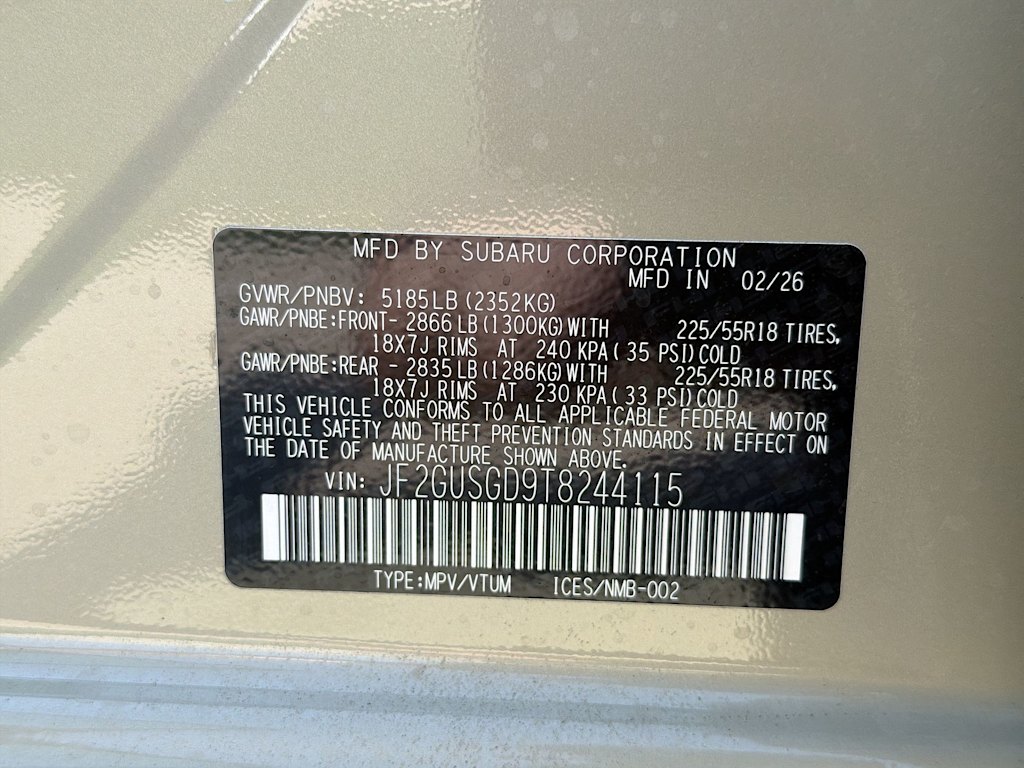 MFD BY SUBARU CORPORATION
MFD IN 02/26
GVWR/PNBV: 5185LB (2352KG)
GAWR/PNBE:FRONT- 2866 LB (1300KG) WITH 225/55R18 TIRES,
18X7J RIMS AT 240 KPA ( 35 PSI) COLD
GAWR/PNBE:REAR - 2835 LB (1286KG) WITH 225/55R18 TIRES,
18X7J RIMS AT 230 KPA ( 33 PSI) COLD
THIS VEHICLE CONFORMS TO ALL APPLICABLE FEDERAL MOTOR
VEHICLE SAFETY AND THEFT PREVENTION STANDARDS IN EFFECT ON
THE DATE OF MANUFACTURE SHOWN ABOVE.
VIN: JF2GUSGD9T8244115
TYPE:MPV/VTUM ICES/NMB-002